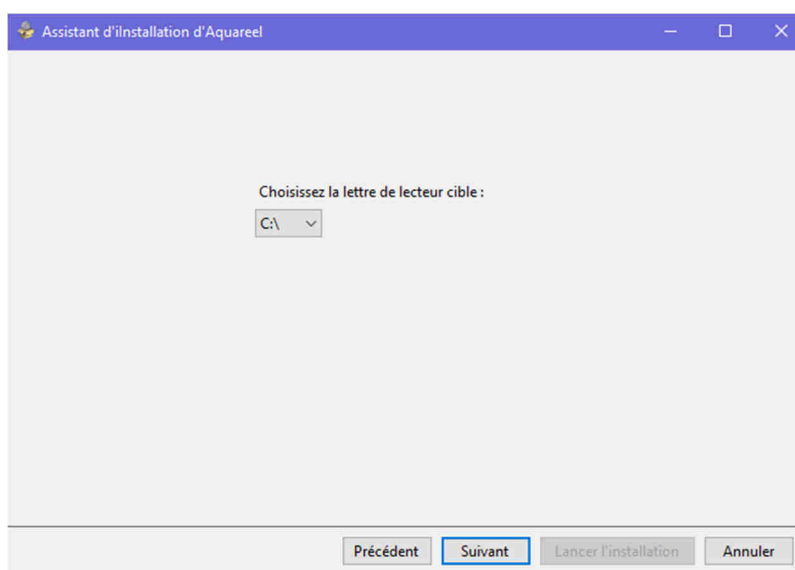 Assistant d'iInstallation d'Aquareel
Choisissez la lettre de lecteur cible :
C:\
Précédent Suivant Lancer l'installation Annuler